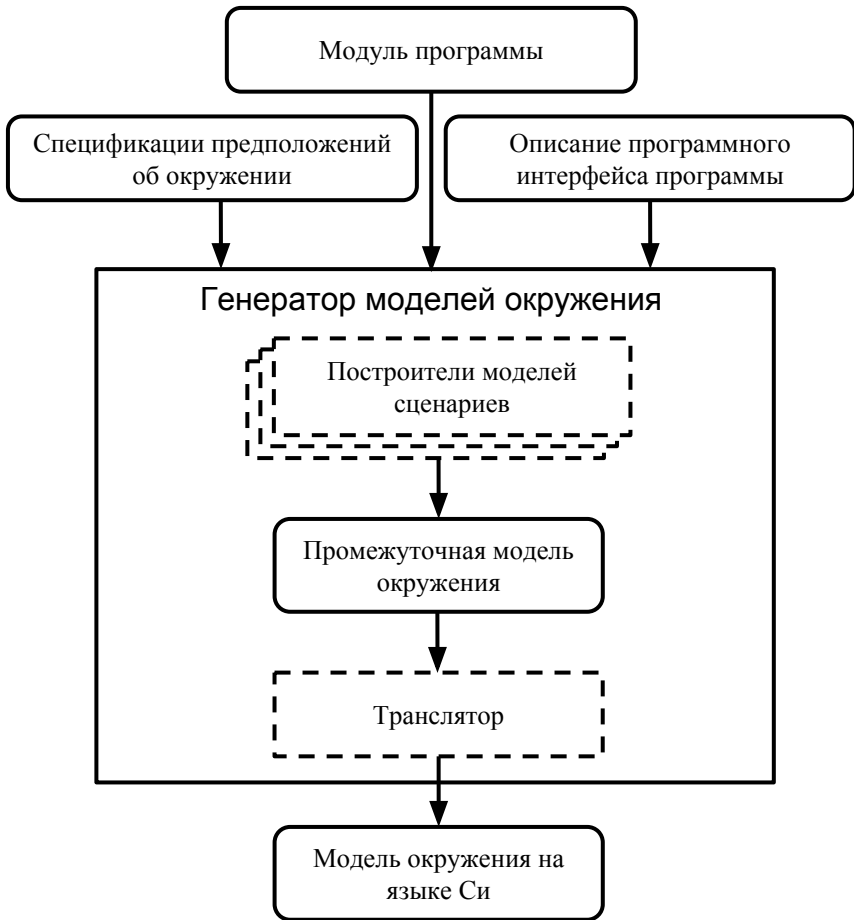 Модуль программы
Спецификации предположений
об окружении
Описание программного
интерфейса программы
Генератор моделей окружения
Построители моделей
сценариев
Промежуточная модель
окружения
Транслятор
Модель окружения на
языке Си